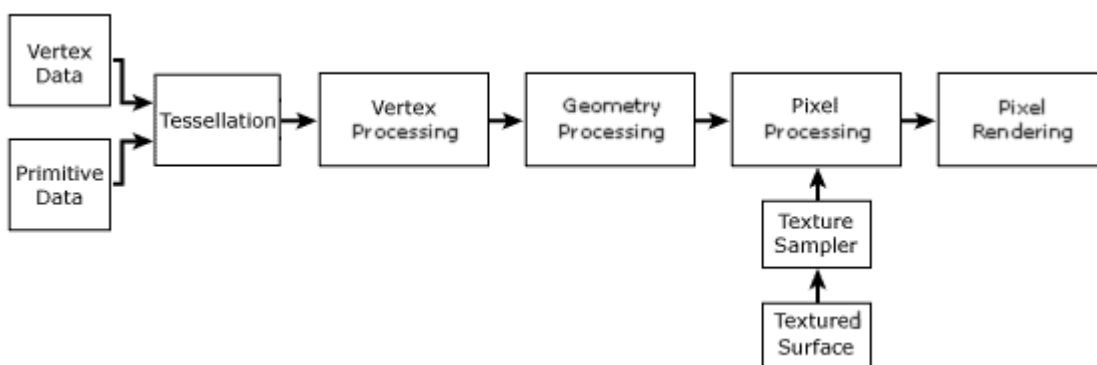 Vertex
Data
Primitive
Data
Tessellation
Vertex
Processing
Geometry
Processing
Pixel
Processing
Pixel
Rendering
Texture
Sampler
Textured
Surface